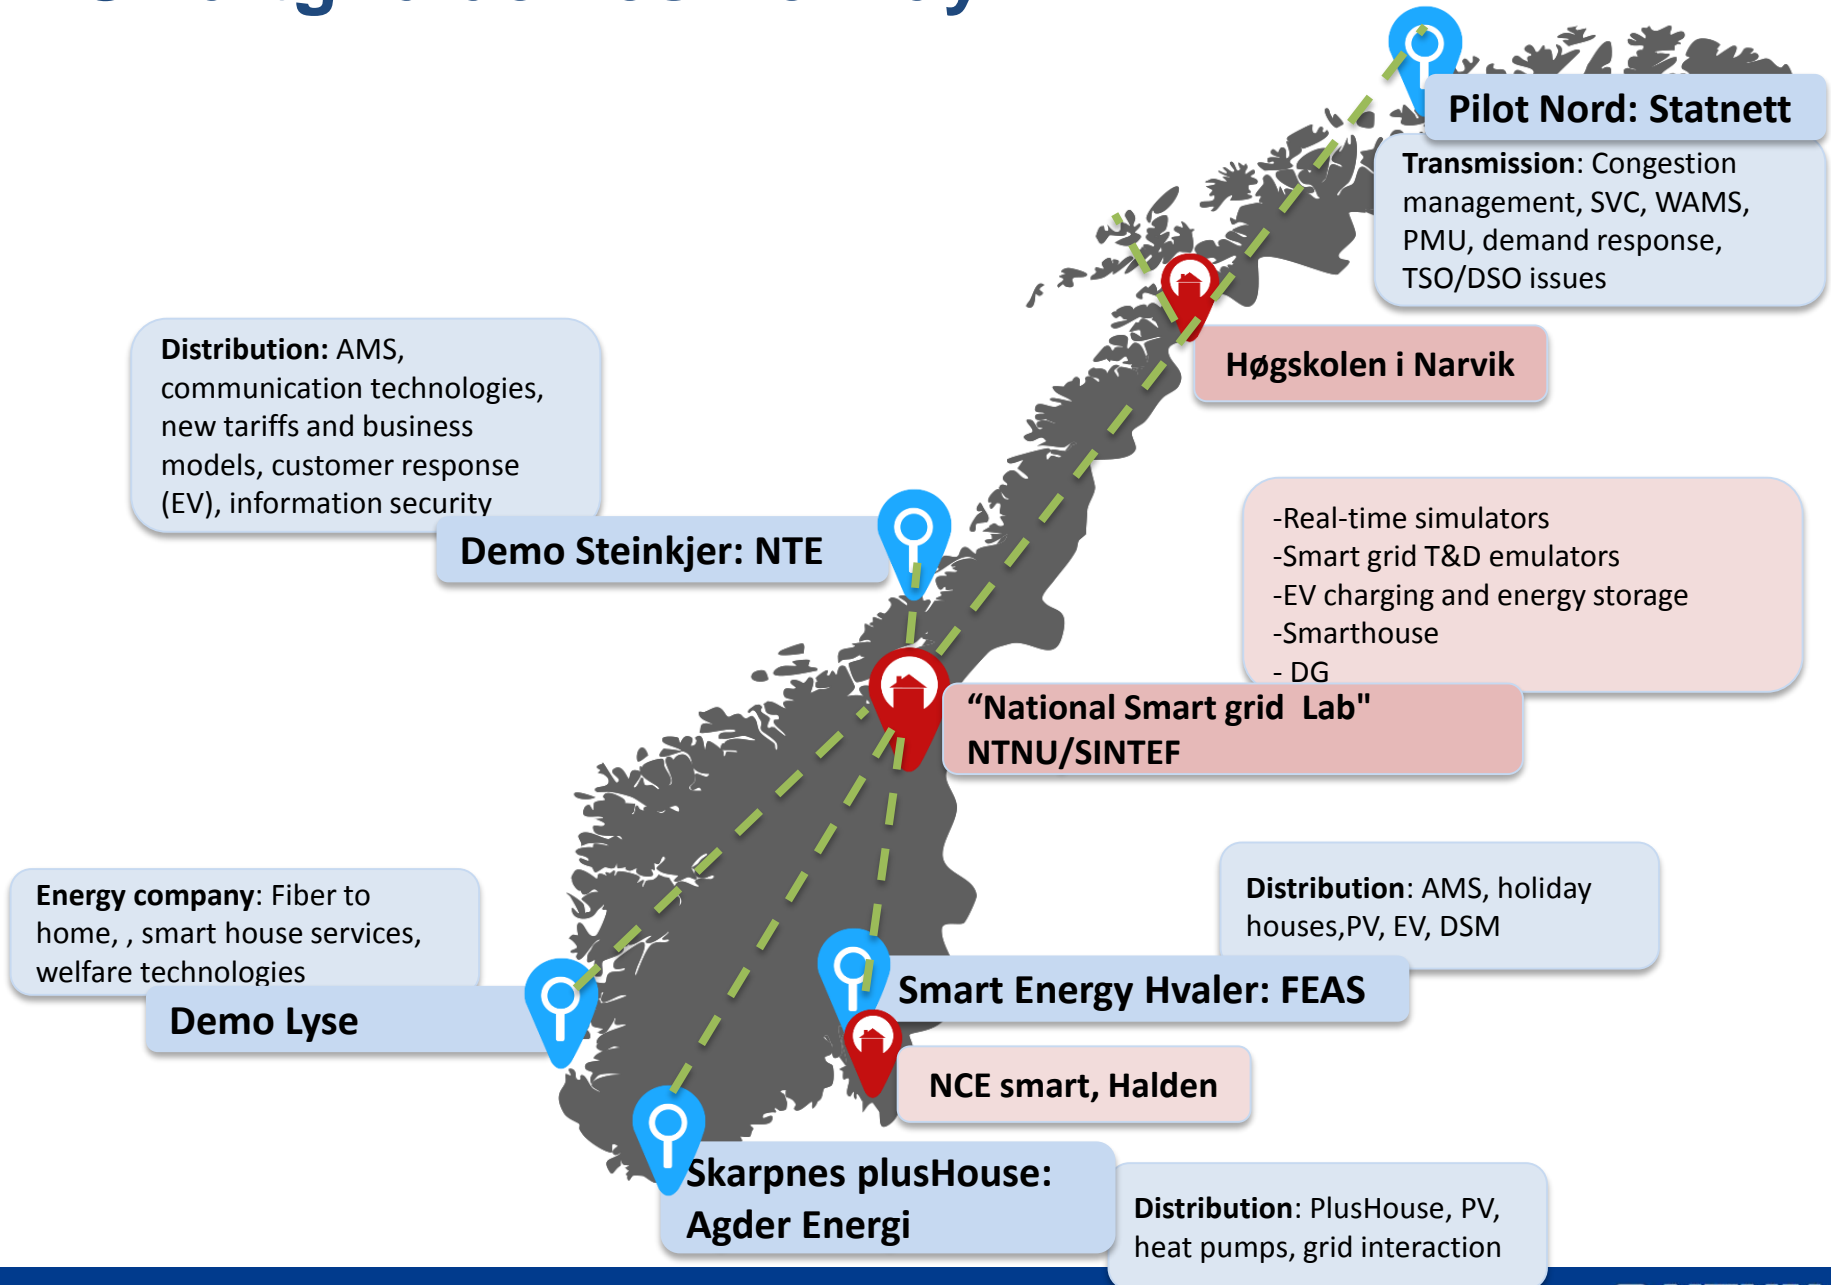 Pilot Nord: Statnett
Transmission: Congestion
management, SVC, WAMS,
PMU, demand response,
TSO/DSO issues
Høgskolen i Narvik
Distribution: AMS,
communication technologies,
new tariffs and business
models, customer response
(EV), information security
Demo Steinkjer: NTE
-Real-time simulators
-Smart grid T&D emulators
-EV charging and energy storage
-Smarthouse
- DG
“National Smart grid  Lab"
NTNU/SINTEF
Energy company: Fiber to
home, , smart house services,
welfare technologies
Demo Lyse
Distribution: AMS, holiday
houses,PV, EV, DSM
Smart Energy Hvaler: FEAS
NCE smart, Halden
Skarpnes plusHouse:
Agder Energi
Distribution: PlusHouse, PV,
heat pumps, grid interaction